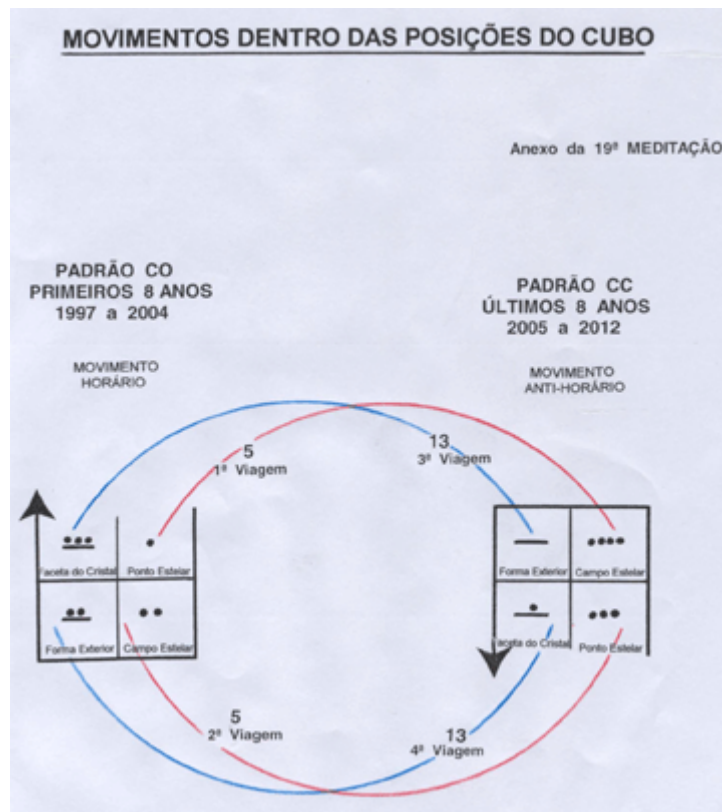 MOVIMENTOS DENTRO DAS POSIÇÕES DO CUBO
Anexo da 19ª MEDITAÇÃO
PADRÃO CO
PRIMEIROS 8 ANOS
1997 a 2004
MOVIMENTO
HORÁRIO
PADRÃO CC
ÚLTIMOS 8 ANOS
2005 a 2012
MOVIMENTO
ANTI-HORÁRIO
5
1ª Viagem
13
3ª Viagem
Faceta do Cristal
Ponto Estelar
Forma Exterior
Campo Estelar
Forma Exterior
Campo Estelar
Faceta do Cristal
Ponto Estelar
5
2ª Viagem
13
4ª Viagem